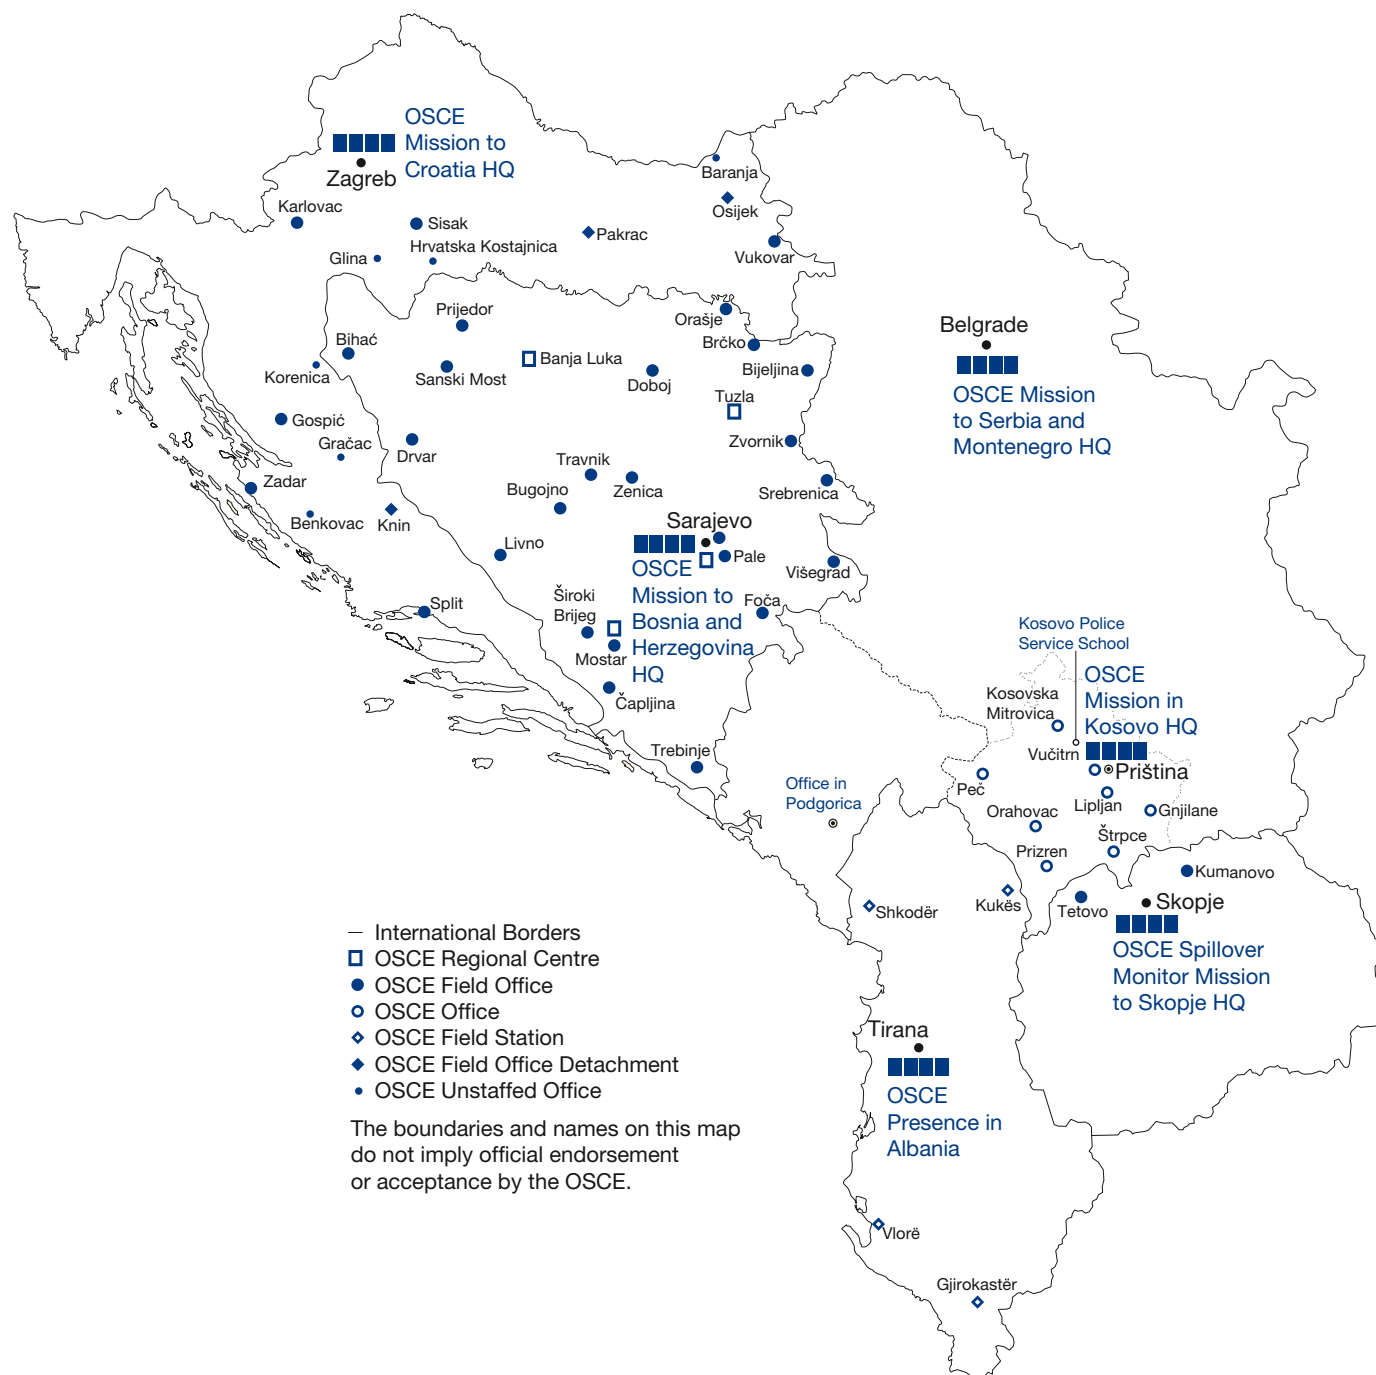 OSCE
Mission to
Croatia HQ
Zagreb
Baranja
Osijek
Karlovac
Sisak
Pakrac
Vukovar
Glina
Hrvatska Kostajnica
Prijedor
Orašje
Belgrade
OSCE Mission
to Serbia and
Montenegro HQ
Bihać
Brčko
Korenica
Sanski Most
Banja Luka
Doboj
Bijeljina
Tuzla
Gospić
Gračac
Drvar
Zvornik
Travnik
Zadar
Bugojno
Zenica
Srebrenica
Benkovac
Knin
Sarajevo
Livno
Pale
OSCE
Mission to
Bosnia and
Herzegovina
HQ
Višegrad
Široki
Brijeg
Foča
Split
Mostar
Čapljina
Trebinje
Kosovo Police
Service School
OSCE
Mission in
Kosovo HQ
Kosovska
Mitrovica
Vučitrn
Priština
Peč
Office in
Podgorica
Lipljan
Orahovac
Gnjilane
Štrpce
Prizren
Kumanovo
Kukës
Tetovo
Skopje
Shkodër
OSCE Spillover
Monitor Mission
to Skopje HQ
International Borders
OSCE Regional Centre
OSCE Field Office
OSCE Office
OSCE Field Station
OSCE Field Office Detachment
OSCE Unstaffed Office
The boundaries and names on this map
do not imply official endorsement
or acceptance by the OSCE.
Tirana
OSCE
Presence in
Albania
Vlorë
Gjirokastër